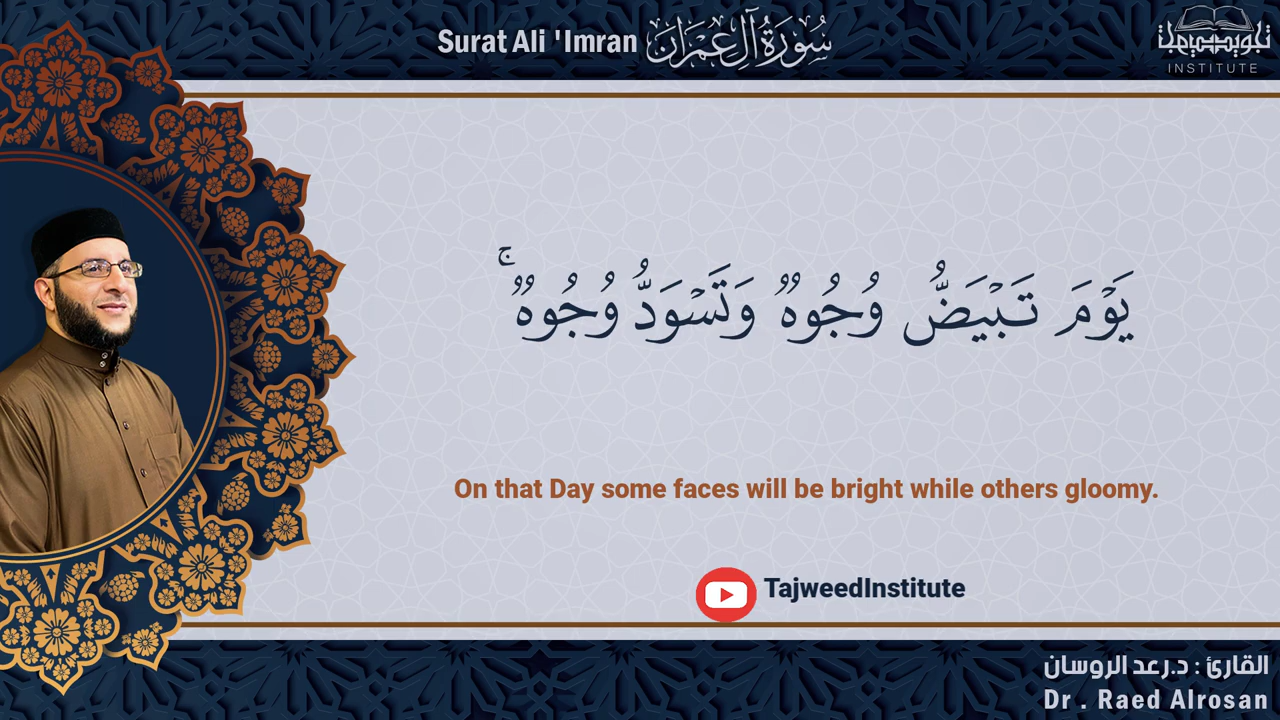 Surat Ali 'Imran سُورَةُ آلِ عِمْرَان
INSTITUTE
يَوْمَ تَبْيَضُّ وُجُوهٌ وَتَسْوَدُّ وُجُوهٌ ۚ
On that Day some faces will be bright while others gloomy.
TajweedInstitute
القارئ : د.رعد الروسان
Dr . Raed Alrosan